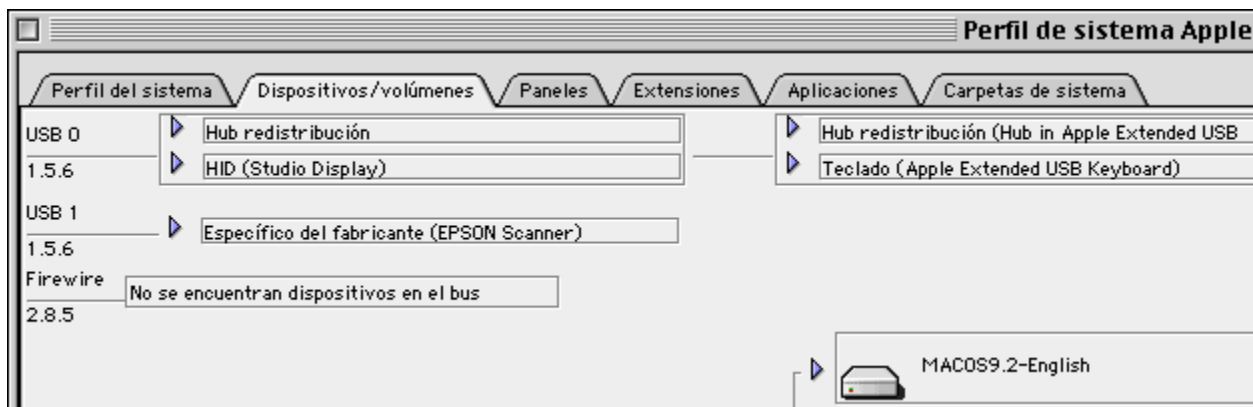 Perfil de sistema Apple
Perfil del sistema Dispositivos/volúmenes Paneles Extensiones Aplicaciones Carpetas de sistema
USB 0 Hub redistribución Hub redistribución (Hub in Apple Extended USB
1.5.6 HID (Studio Display) Teclado (Apple Extended USB Keyboard)
USB 1
Específico del fabricante (EPSON Scanner)
1.5.6
Firewire
No se encuentran dispositivos en el bus
2.8.5
MACOS9.2-English